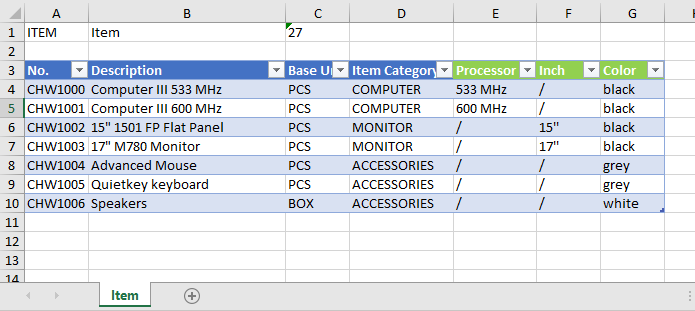 A B C D E F G
1 ITEM Item 27
2
3 No. Description Base U Item Category Processor Inch Color
4 CHW1000 Computer III 533 MHz PCS COMPUTER 533 MHz / black
5 CHW1001 Computer III 600 MHz PCS COMPUTER 600 MHz / black
6 CHW1002 15" 1501 FP Flat Panel PCS MONITOR / 15" black
7 CHW1003 17" M780 Monitor PCS MONITOR / 17" black
8 CHW1004 Advanced Mouse PCS ACCESSORIES / / grey
9 CHW1005 Quietkey keyboard PCS ACCESSORIES / / grey
10 CHW1006 Speakers BOX ACCESSORIES / / white
11
12
13
14
Item